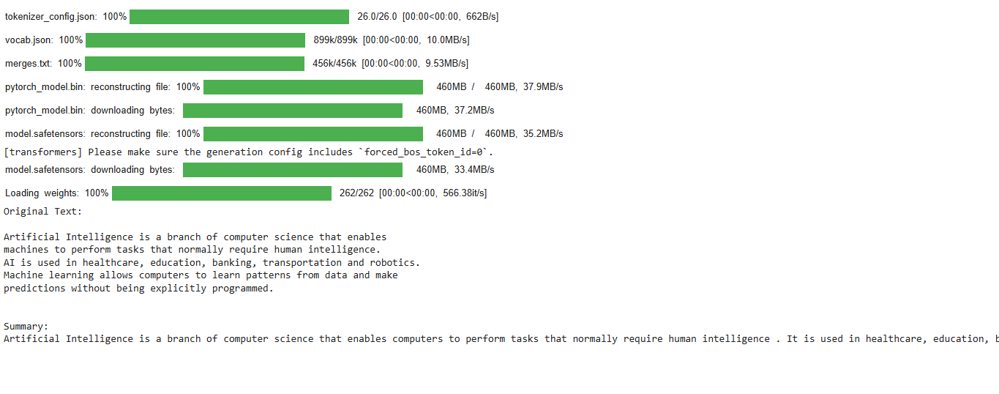 tokenizer_config.json: 100% 26.0/26.0 [00:00<00:00, 662B/s]
vocab.json: 100% 899k/899k [00:00<00:00, 10.0MB/s]
merges.txt: 100% 456k/456k [00:00<00:00, 9.53MB/s]
pytorch_model.bin: reconstructing file: 100% 460MB / 460MB, 37.9MB/s
pytorch_model.bin: downloading bytes: 460MB, 37.2MB/s
model.safetensors: reconstructing file: 100% 460MB / 460MB, 35.2MB/s
[transformers] Please make sure the generation config includes `forced_bos_token_id=0`.
model.safetensors: downloading bytes: 460MB, 33.4MB/s
Loading weights: 100% 262/262 [00:00<00:00, 566.38it/s]
Original Text:
Artificial Intelligence is a branch of computer science that enables
machines to perform tasks that normally require human intelligence.
AI is used in healthcare, education, banking, transportation and robotics.
Machine learning allows computers to learn patterns from data and make
predictions without being explicitly programmed.
Summary:
Artificial Intelligence is a branch of computer science that enables computers to perform tasks that normally require human intelligence . It is used in healthcare, education,